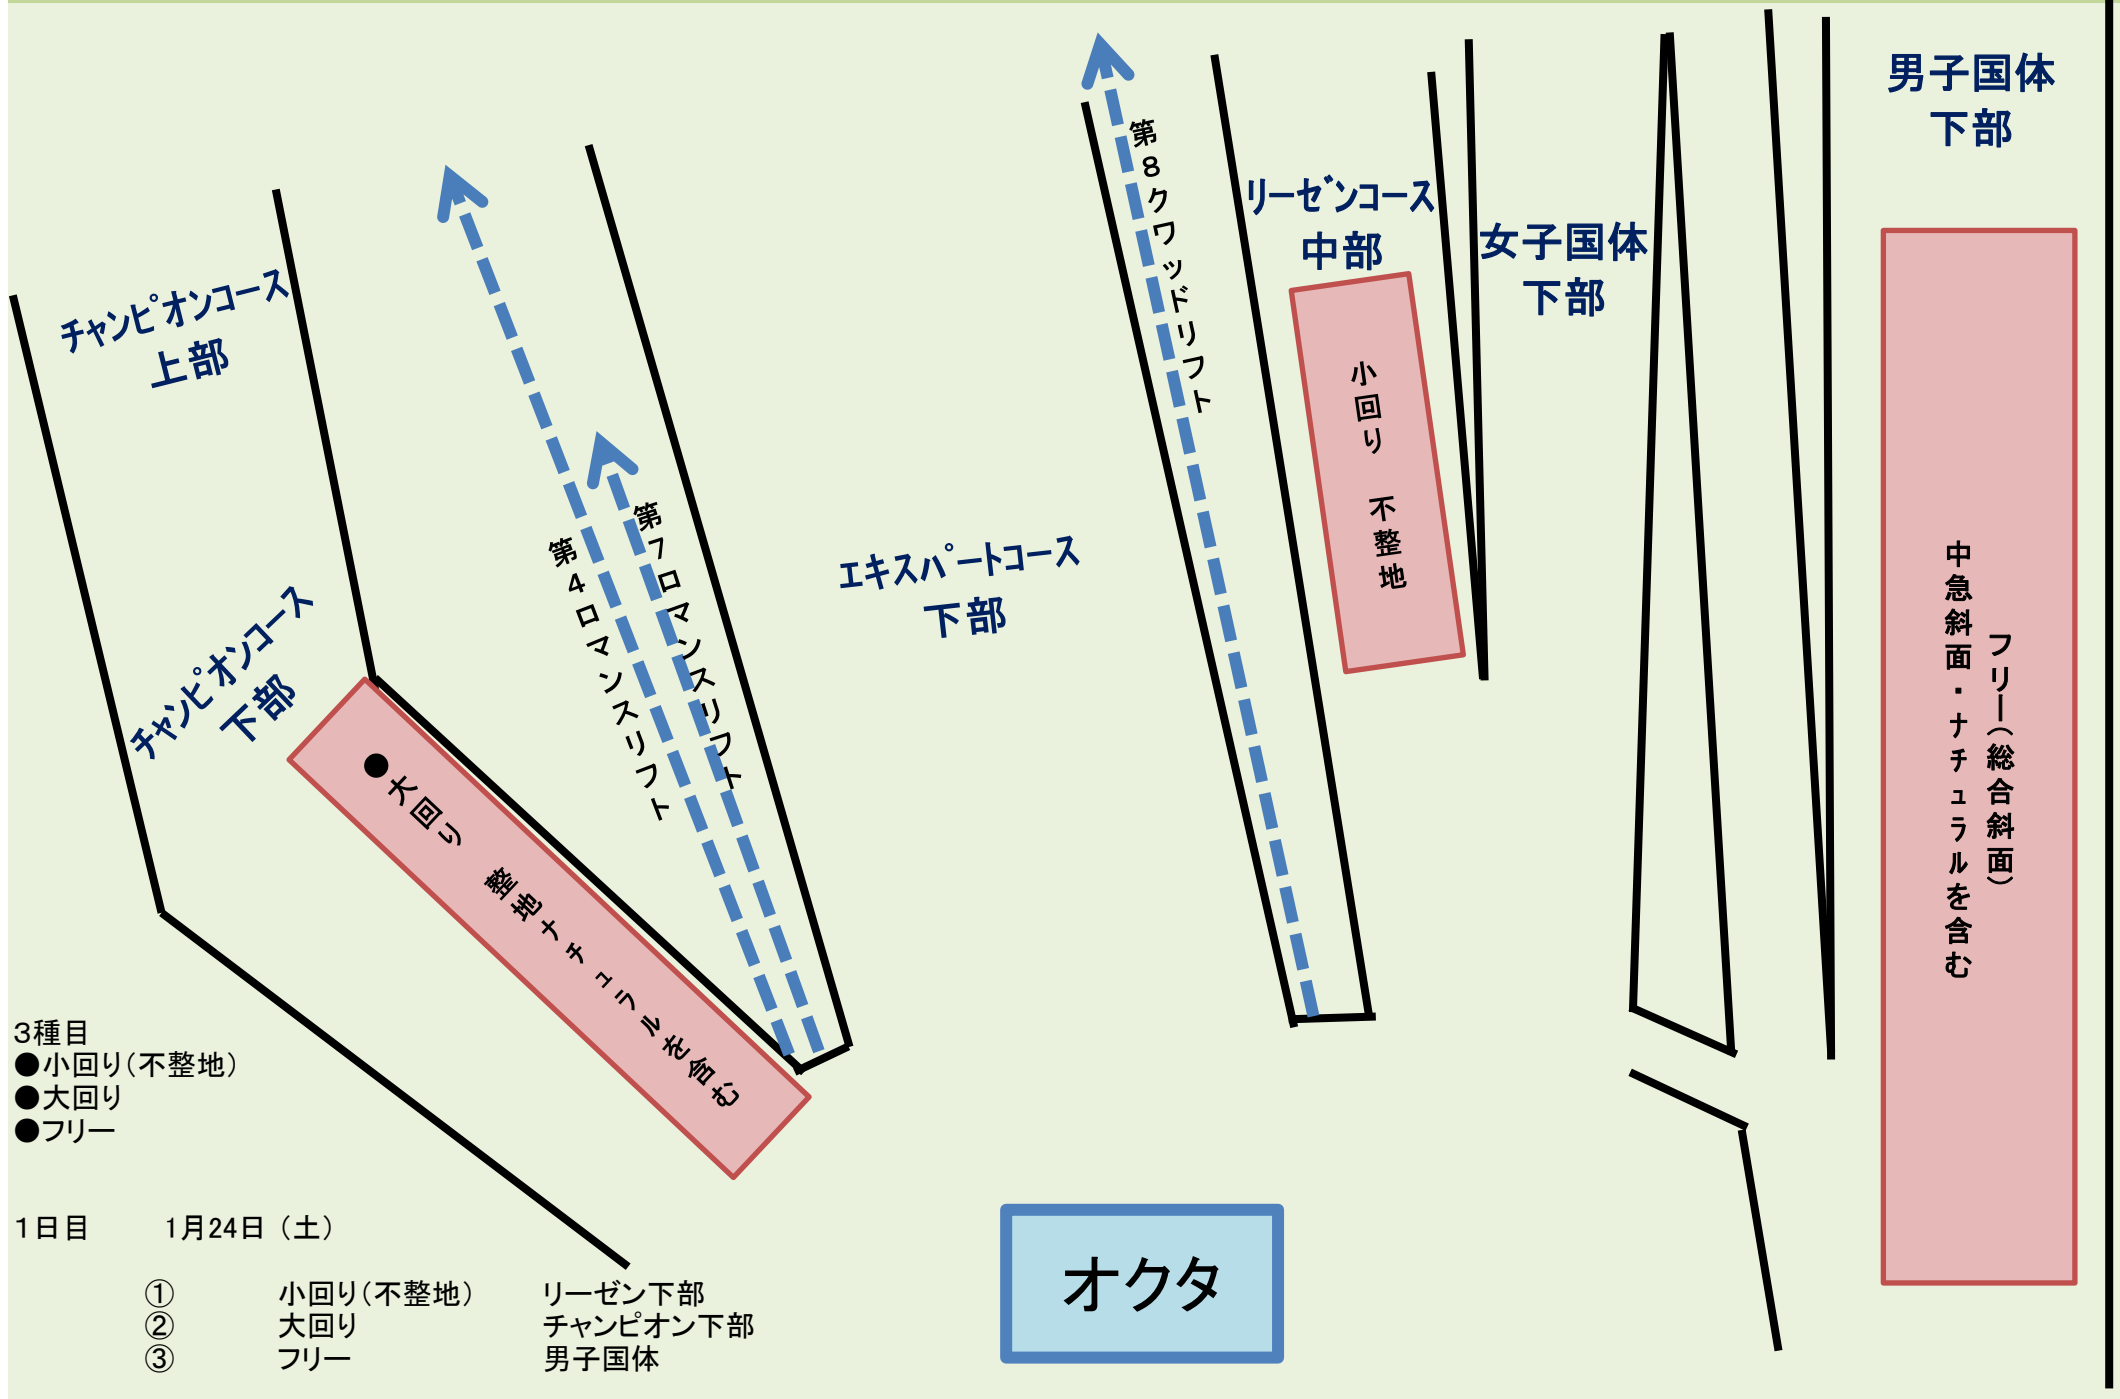 男子国体
下部
第8クワッドリフト
リーゼンコース
中部
女子国体
下部
チャンピオンコース
上部
小回り 不整地
第7ロマンスリフト
第4ロマンスリフト
エキスパートコース
下部
チャンピオンコース
下部
フリー(総合斜面)
中急斜面・ナチュラルを含む
●大回り 整地ナチュラルを含む
3種目
●小回り(不整地)
●大回り
●フリー
1日目 1月24日(土)
① 小回り(不整地) リーゼン下部
② 大回り チャンピオン下部
③ フリー 男子国体
オクタ